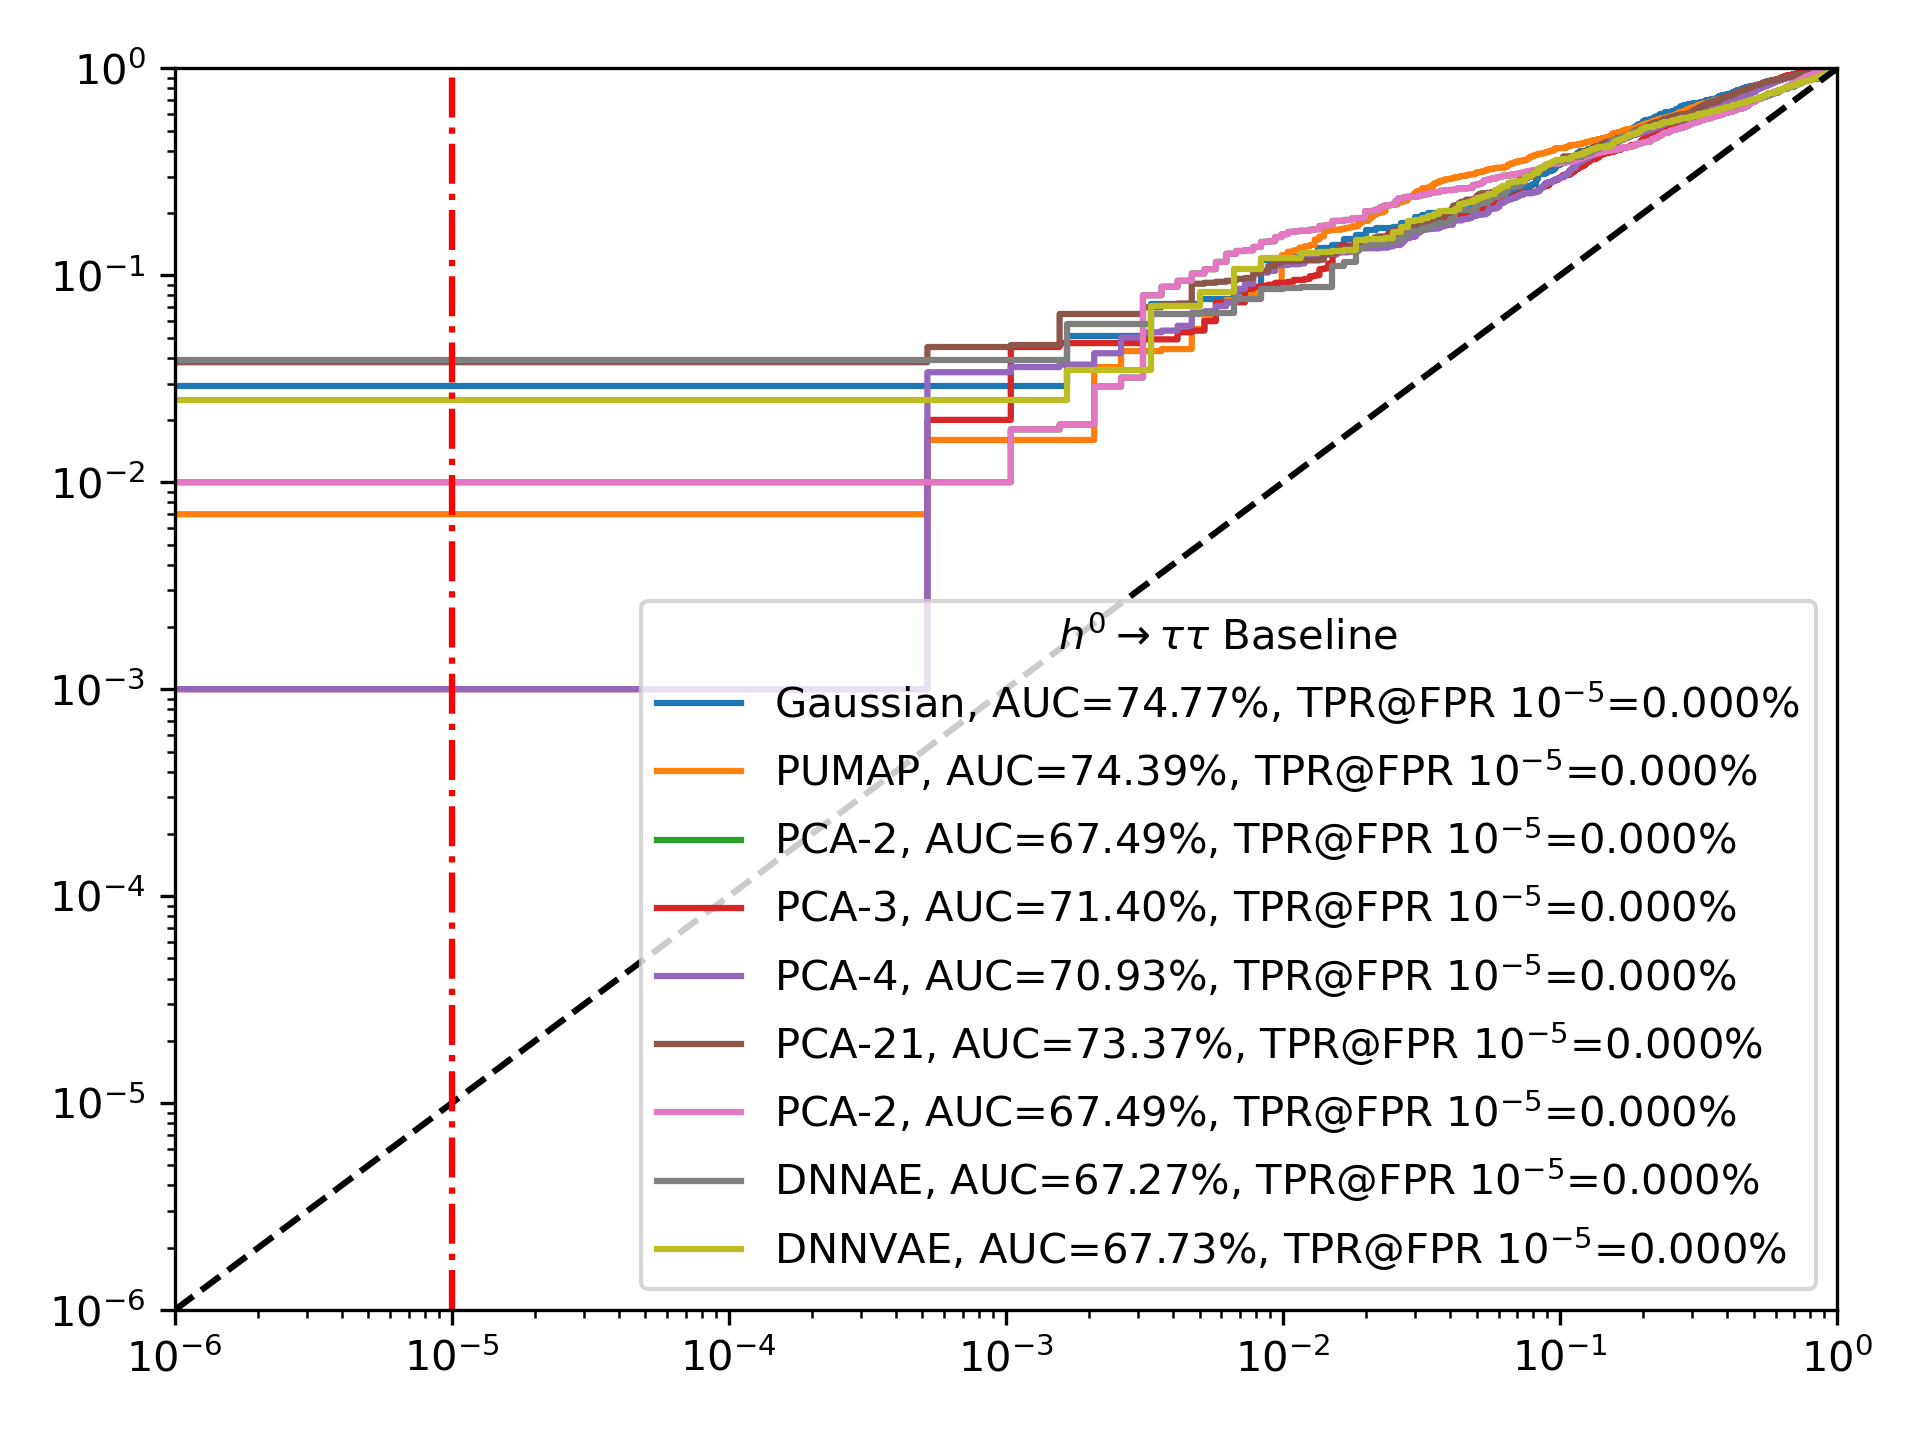 10⁰
10⁻¹
10⁻²
10⁻³
10⁻⁴
10⁻⁵
10⁻⁶
h⁰ → ττ Baseline
Gaussian, AUC=74.77%, TPR@FPR 10⁻⁵=0.000%
PUMAP, AUC=74.39%, TPR@FPR 10⁻⁵=0.000%
PCA-2, AUC=67.49%, TPR@FPR 10⁻⁵=0.000%
PCA-3, AUC=71.40%, TPR@FPR 10⁻⁵=0.000%
PCA-4, AUC=70.93%, TPR@FPR 10⁻⁵=0.000%
PCA-21, AUC=73.37%, TPR@FPR 10⁻⁵=0.000%
PCA-2, AUC=67.49%, TPR@FPR 10⁻⁵=0.000%
DNNAE, AUC=67.27%, TPR@FPR 10⁻⁵=0.000%
DNNVAE, AUC=67.73%, TPR@FPR 10⁻⁵=0.000%
10⁻⁶ 10⁻⁵ 10⁻⁴ 10⁻³ 10⁻² 10⁻¹ 10⁰